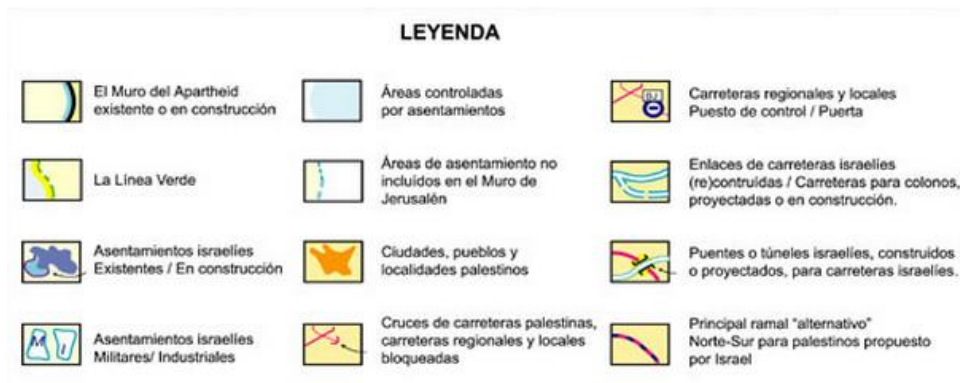 LEYENDA
El Muro del Apartheid
existente o en construcción
Áreas controladas
por asentamientos
Carreteras regionales y locales
Puesto de control / Puerta
La Línea Verde
Áreas de asentamiento no
incluídos en el Muro de
Jerusalén
Enlaces de carreteras israelíes
(re)contruídas / Carreteras para colonos,
proyectadas o en construcción.
Asentamientos israelíes
Existentes / En construcción
Ciudades, pueblos y
localidades palestinos
Puentes o túneles israelíes, construidos
o proyectados, para carreteras israelíes.
M I
Asentamientos israelíes
Militares/ Industriales
Cruces de carreteras palestinas,
carreteras regionales y locales
bloqueadas
Principal ramal "alternativo"
Norte-Sur para palestinos propuesto
por Israel